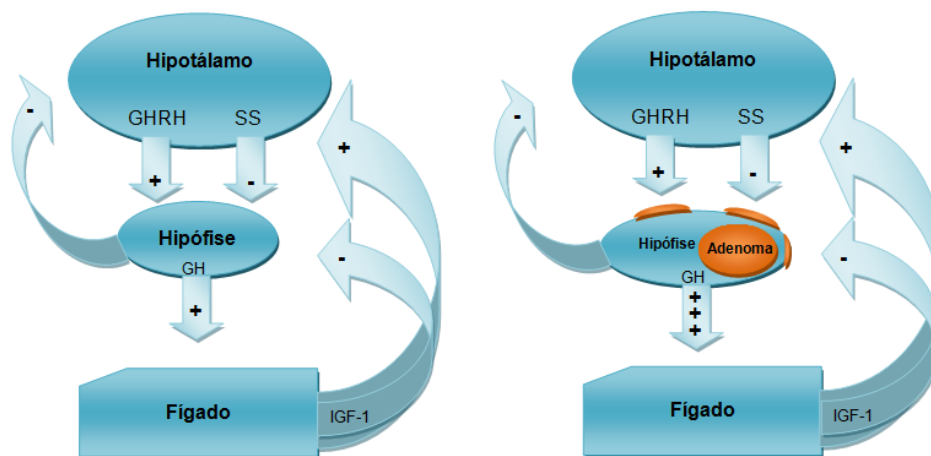 Hipotálamo
GHRH SS
-
+
+ -
Hipófise
-
GH
+
Fígado
IGF-1
Hipotálamo
GHRH SS
-
+
+ -
Hipófise Adenoma
-
GH
+
+
+
Fígado
IGF-1